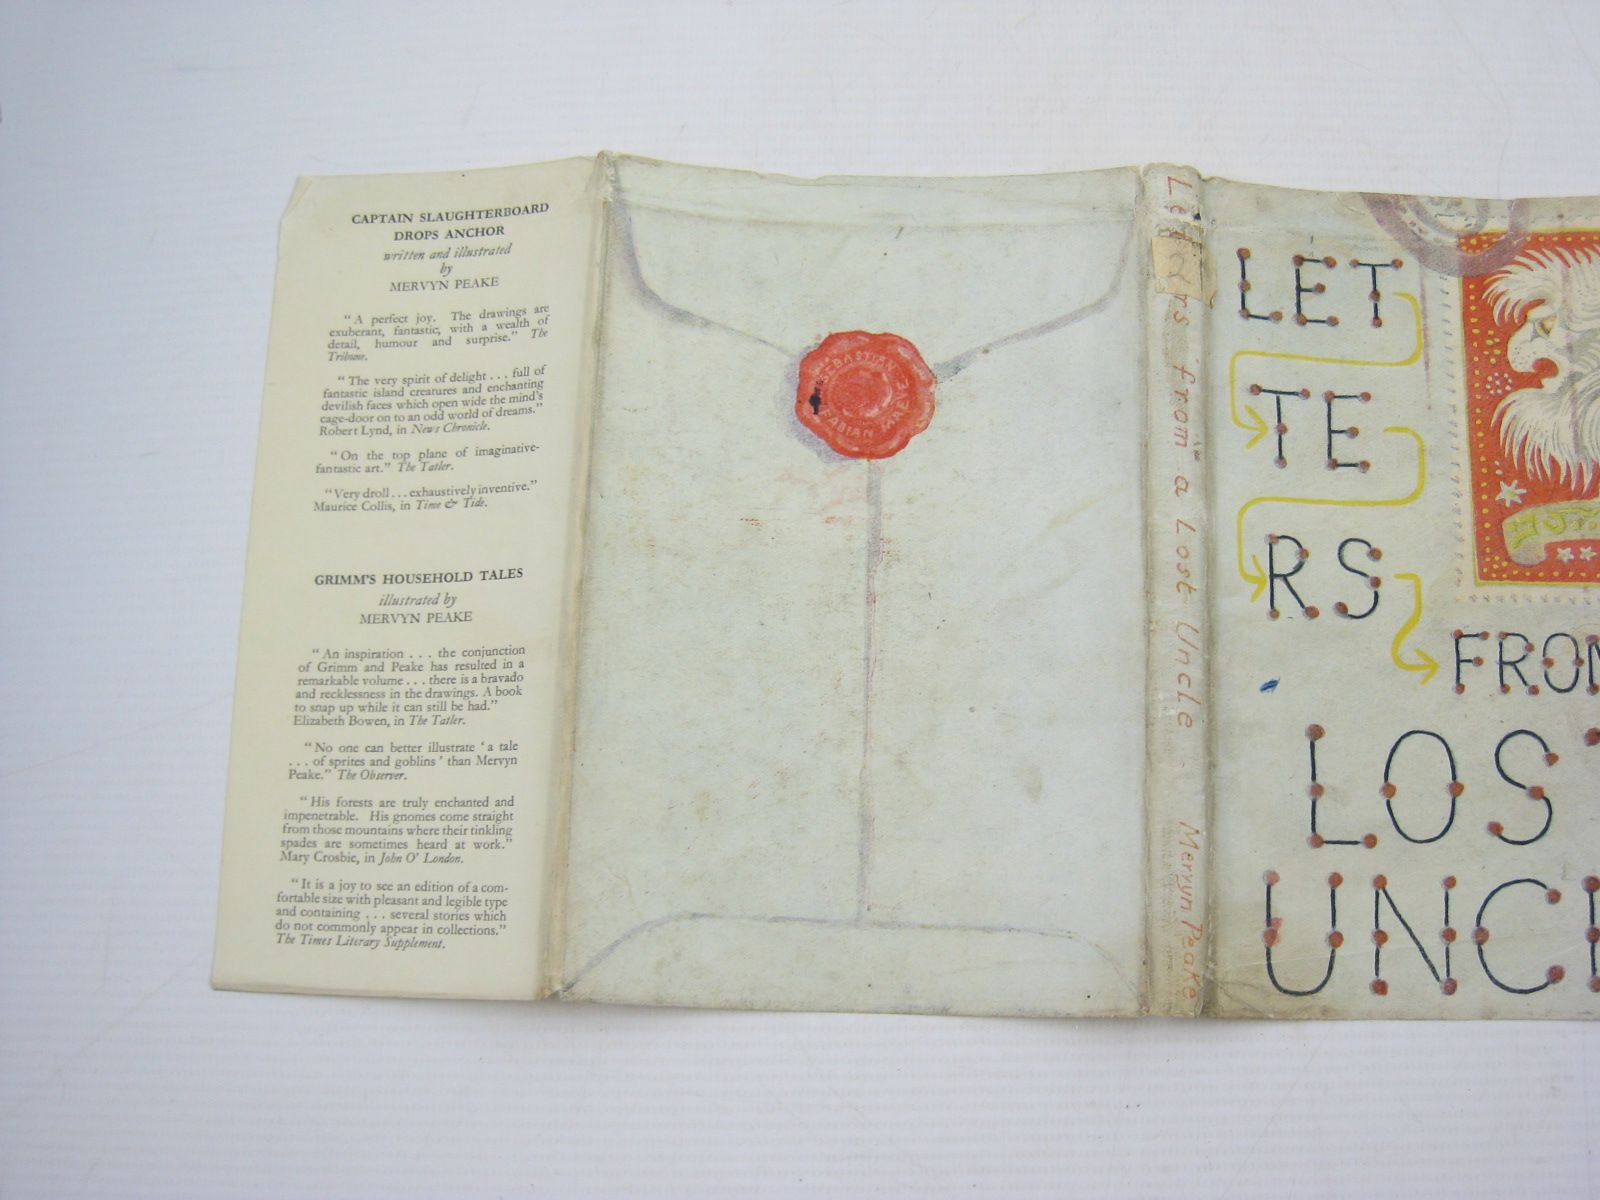 CAPTAIN SLAUGHTERBOARD
DROPS ANCHOR
written and illustrated
by
MERVYN PEAKE
“A perfect joy. The drawings are
exuberant, fantastic, with a wealth of
detail, humour and surprise.” The
Tribune.
“The very spirit of delight . . . full of
fantastic island creatures and enchanting
devilish faces which open wide the mind’s
cage-door on to an odd world of dreams.”
Robert Lynd, in News Chronicle.
“On the top plane of imaginative-
fantastic art.” The Tatler.
“Very droll . . . exhaustively inventive.”
Maurice Collis, in Time & Tide.
GRIMM’S HOUSEHOLD TALES
illustrated by
MERVYN PEAKE
“An inspiration . . . the conjunction
of Grimm and Peake has resulted in a
remarkable volume . . . there is a bravado
and recklessness in the drawings. A book
to snap up while it can still be had.”
Elizabeth Bowen, in The Tatler.
“No one can better illustrate ‘a tale
. . . of sprites and goblins’ than Mervyn
Peake.” The Observer.
“His forests are truly enchanted and
impenetrable. His gnomes come straight
from those mountains where their tinkling
spades are sometimes heard at work.”
Mary Crosbie, in John O’ London.
“It is a joy to see an edition of a com-
fortable size with pleasant and legible type
and containing . . . several stories which
do not commonly appear in collections.”
The Times Literary Supplement.
SEBASTIAN
FABIAN MAEVE
from a Lost Uncle
Mervyn Peake
LET
TE
RS
FROM
LOS
UNCL